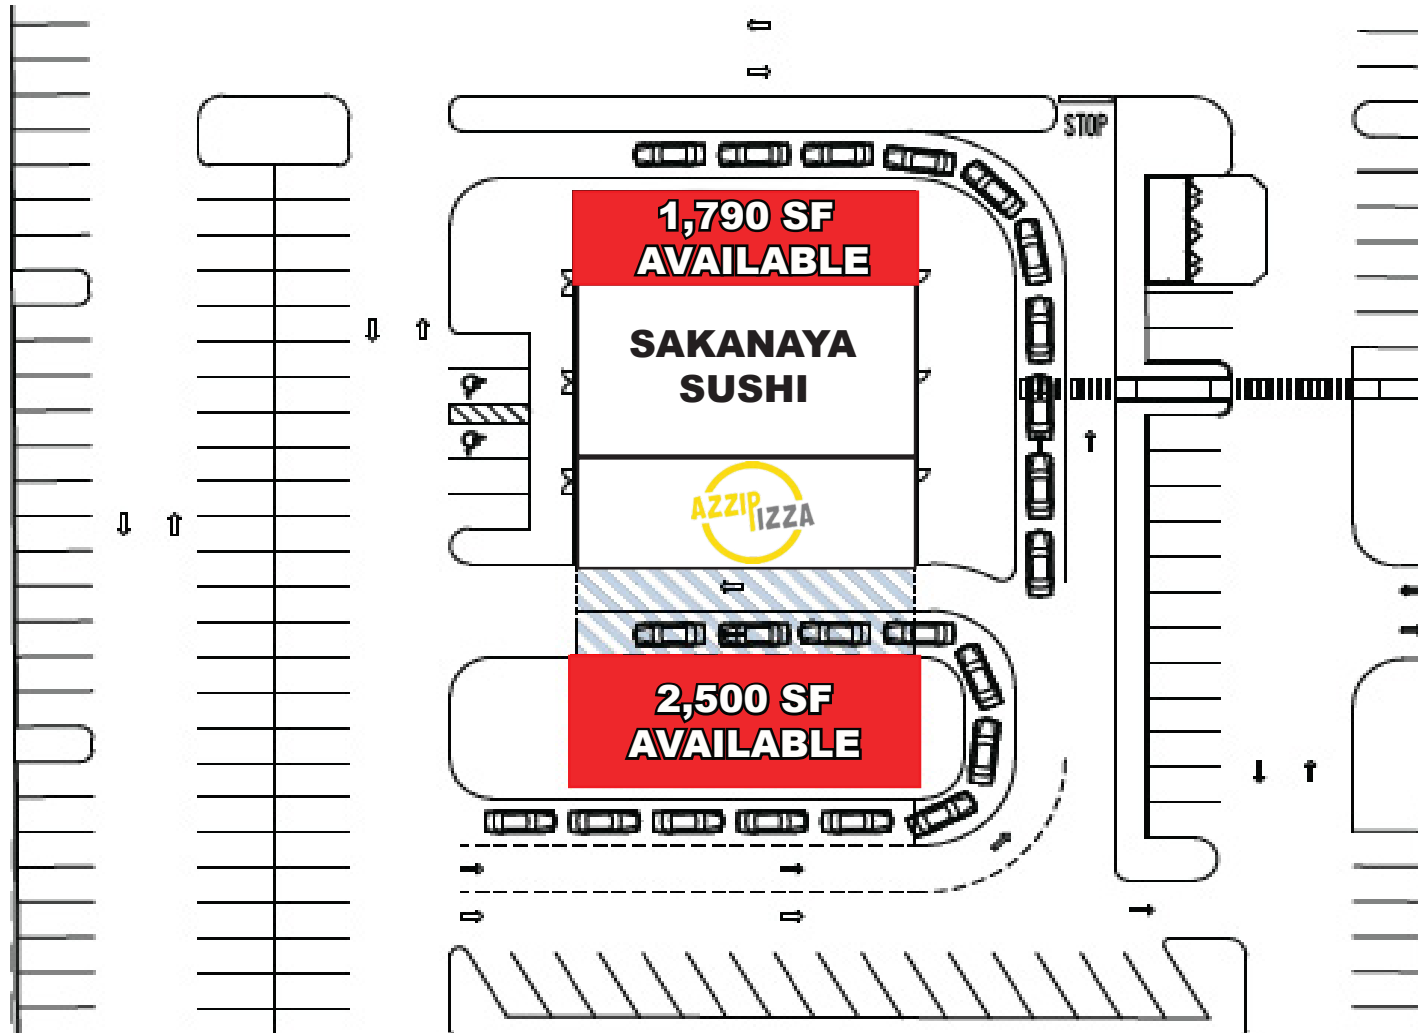 STOP
1,790 SF
AVAILABLE
SAKANAYA
SUSHI
AZZIP
IZZA
2,500 SF
AVAILABLE